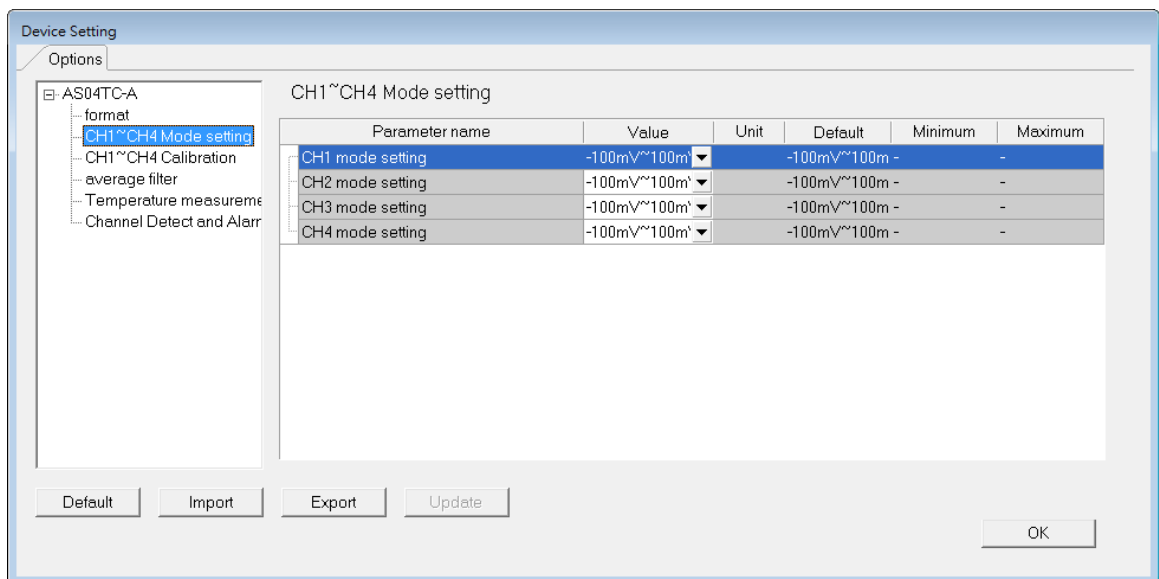 Device Setting
Options
AS04TC-A
format
CH1~CH4 Mode setting
CH1~CH4 Calibration
average filter
Temperature measureme
Channel Detect and Alarr
CH1~CH4 Mode setting
Parameter name Value Unit Default Minimum Maximum
CH1 mode setting -100mV~100m -100mV~100m - -
CH2 mode setting -100mV~100m -100mV~100m - -
CH3 mode setting -100mV~100m -100mV~100m - -
CH4 mode setting -100mV~100m -100mV~100m - -
Default Import Export Update
OK